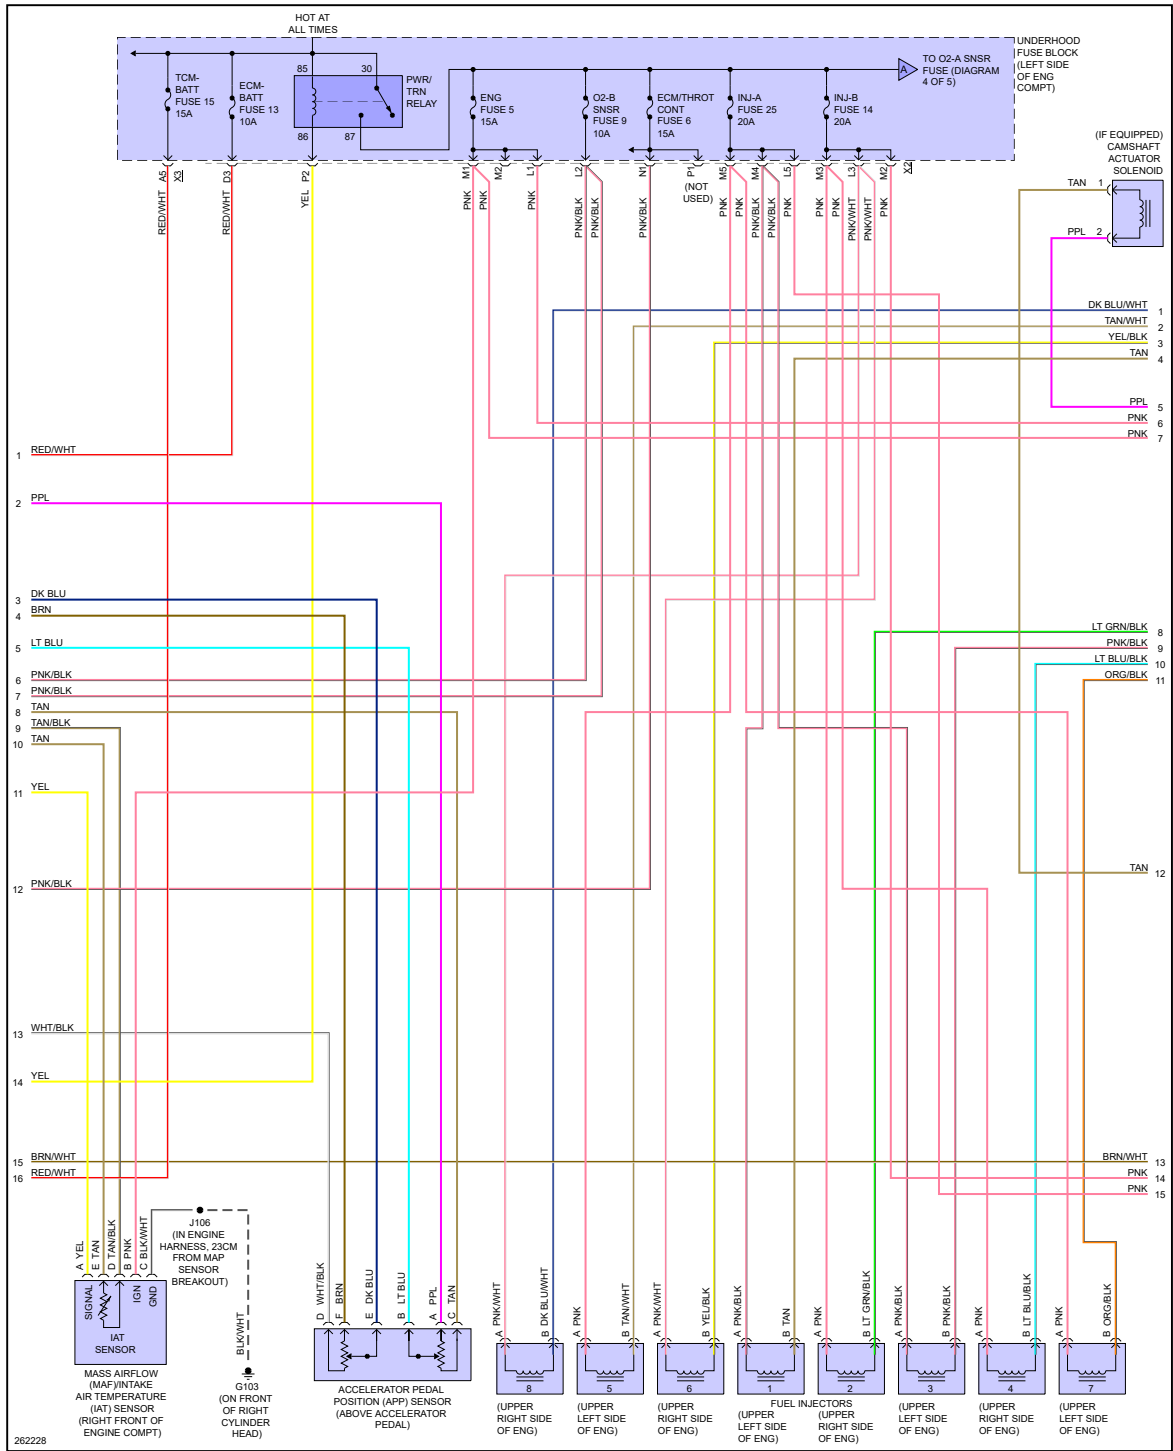 HOT AT
ALL TIMES
UNDERHOOD
FUSE BLOCK
(LEFT SIDE
OF ENG
COMPT)
TCM-
BATT
FUSE 15
15A
ECM-
BATT
FUSE 13
10A
85
30
86
87
PWR/
TRN
RELAY
ENG
FUSE 5
15A
O2-B
SNSR
FUSE 9
10A
ECM/THROT
CONT
FUSE 6
15A
INJ-A
FUSE 25
20A
INJ-B
FUSE 14
20A
A
TO O2-A SNSR
FUSE (DIAGRAM
4 OF 5)
(IF EQUIPPED)
CAMSHAFT
ACTUATOR
SOLENOID
TAN 1
PPL 2
A5
X3
D3
P2
M1
M2
L1
L2
N1
P1
(NOT
USED)
M5
M4
L5
M3
L3
M2
X2
RED/WHT
RED/WHT
YEL
PNK
PNK
PNK
PNK/BLK
PNK/BLK
PNK/BLK
PNK
PNK
PNK/BLK
PNK/BLK
PNK
PNK
PNK
PNK/WHT
PNK/WHT
PNK
DK BLU/WHT 1
TAN/WHT 2
YEL/BLK 3
TAN 4
PPL 5
PNK 6
PNK 7
1 RED/WHT
2 PPL
3 DK BLU
4 BRN
5 LT BLU
6 PNK/BLK
7 PNK/BLK
8 TAN
9 TAN/BLK
10 TAN
11 YEL
12 PNK/BLK
13 WHT/BLK
14 YEL
15 BRN/WHT
16 RED/WHT
LT GRN/BLK 8
PNK/BLK 9
LT BLU/BLK 10
ORG/BLK 11
TAN 12
BRN/WHT 13
PNK 14
PNK 15
J106
(IN ENGINE
HARNESS, 23CM
FROM MAP
SENSOR
BREAKOUT)
BLK/WHT
G103
(ON FRONT
OF RIGHT
CYLINDER
HEAD)
A YEL
E TAN
D TAN/BLK
B PNK
C BLK/WHT
SIGNAL
IGN
GND
IAT
SENSOR
MASS AIRFLOW
(MAF)/INTAKE
AIR TEMPERATURE
(IAT) SENSOR
(RIGHT FRONT OF
ENGINE COMPT)
D WHT/BLK
F BRN
E DK BLU
B LT BLU
A PPL
C TAN
ACCELERATOR PEDAL
POSITION (APP) SENSOR
(ABOVE ACCELERATOR
PEDAL)
A PNK/WHT
B DK BLU/WHT
A PNK
B TAN/WHT
A PNK/WHT
B YEL/BLK
A PNK/BLK
B TAN
A PNK
B LT GRN/BLK
A PNK/BLK
B PNK/BLK
A PNK
B LT BLU/BLK
A PNK
B ORG/BLK
8
5
6
1
2
3
4
7
FUEL INJECTORS
(UPPER
RIGHT SIDE
OF ENG)
(UPPER
LEFT SIDE
OF ENG)
(UPPER
RIGHT SIDE
OF ENG)
(UPPER
LEFT SIDE
OF ENG)
(UPPER
RIGHT SIDE
OF ENG)
(UPPER
LEFT SIDE
OF ENG)
(UPPER
RIGHT SIDE
OF ENG)
(UPPER
LEFT SIDE
OF ENG)
262228